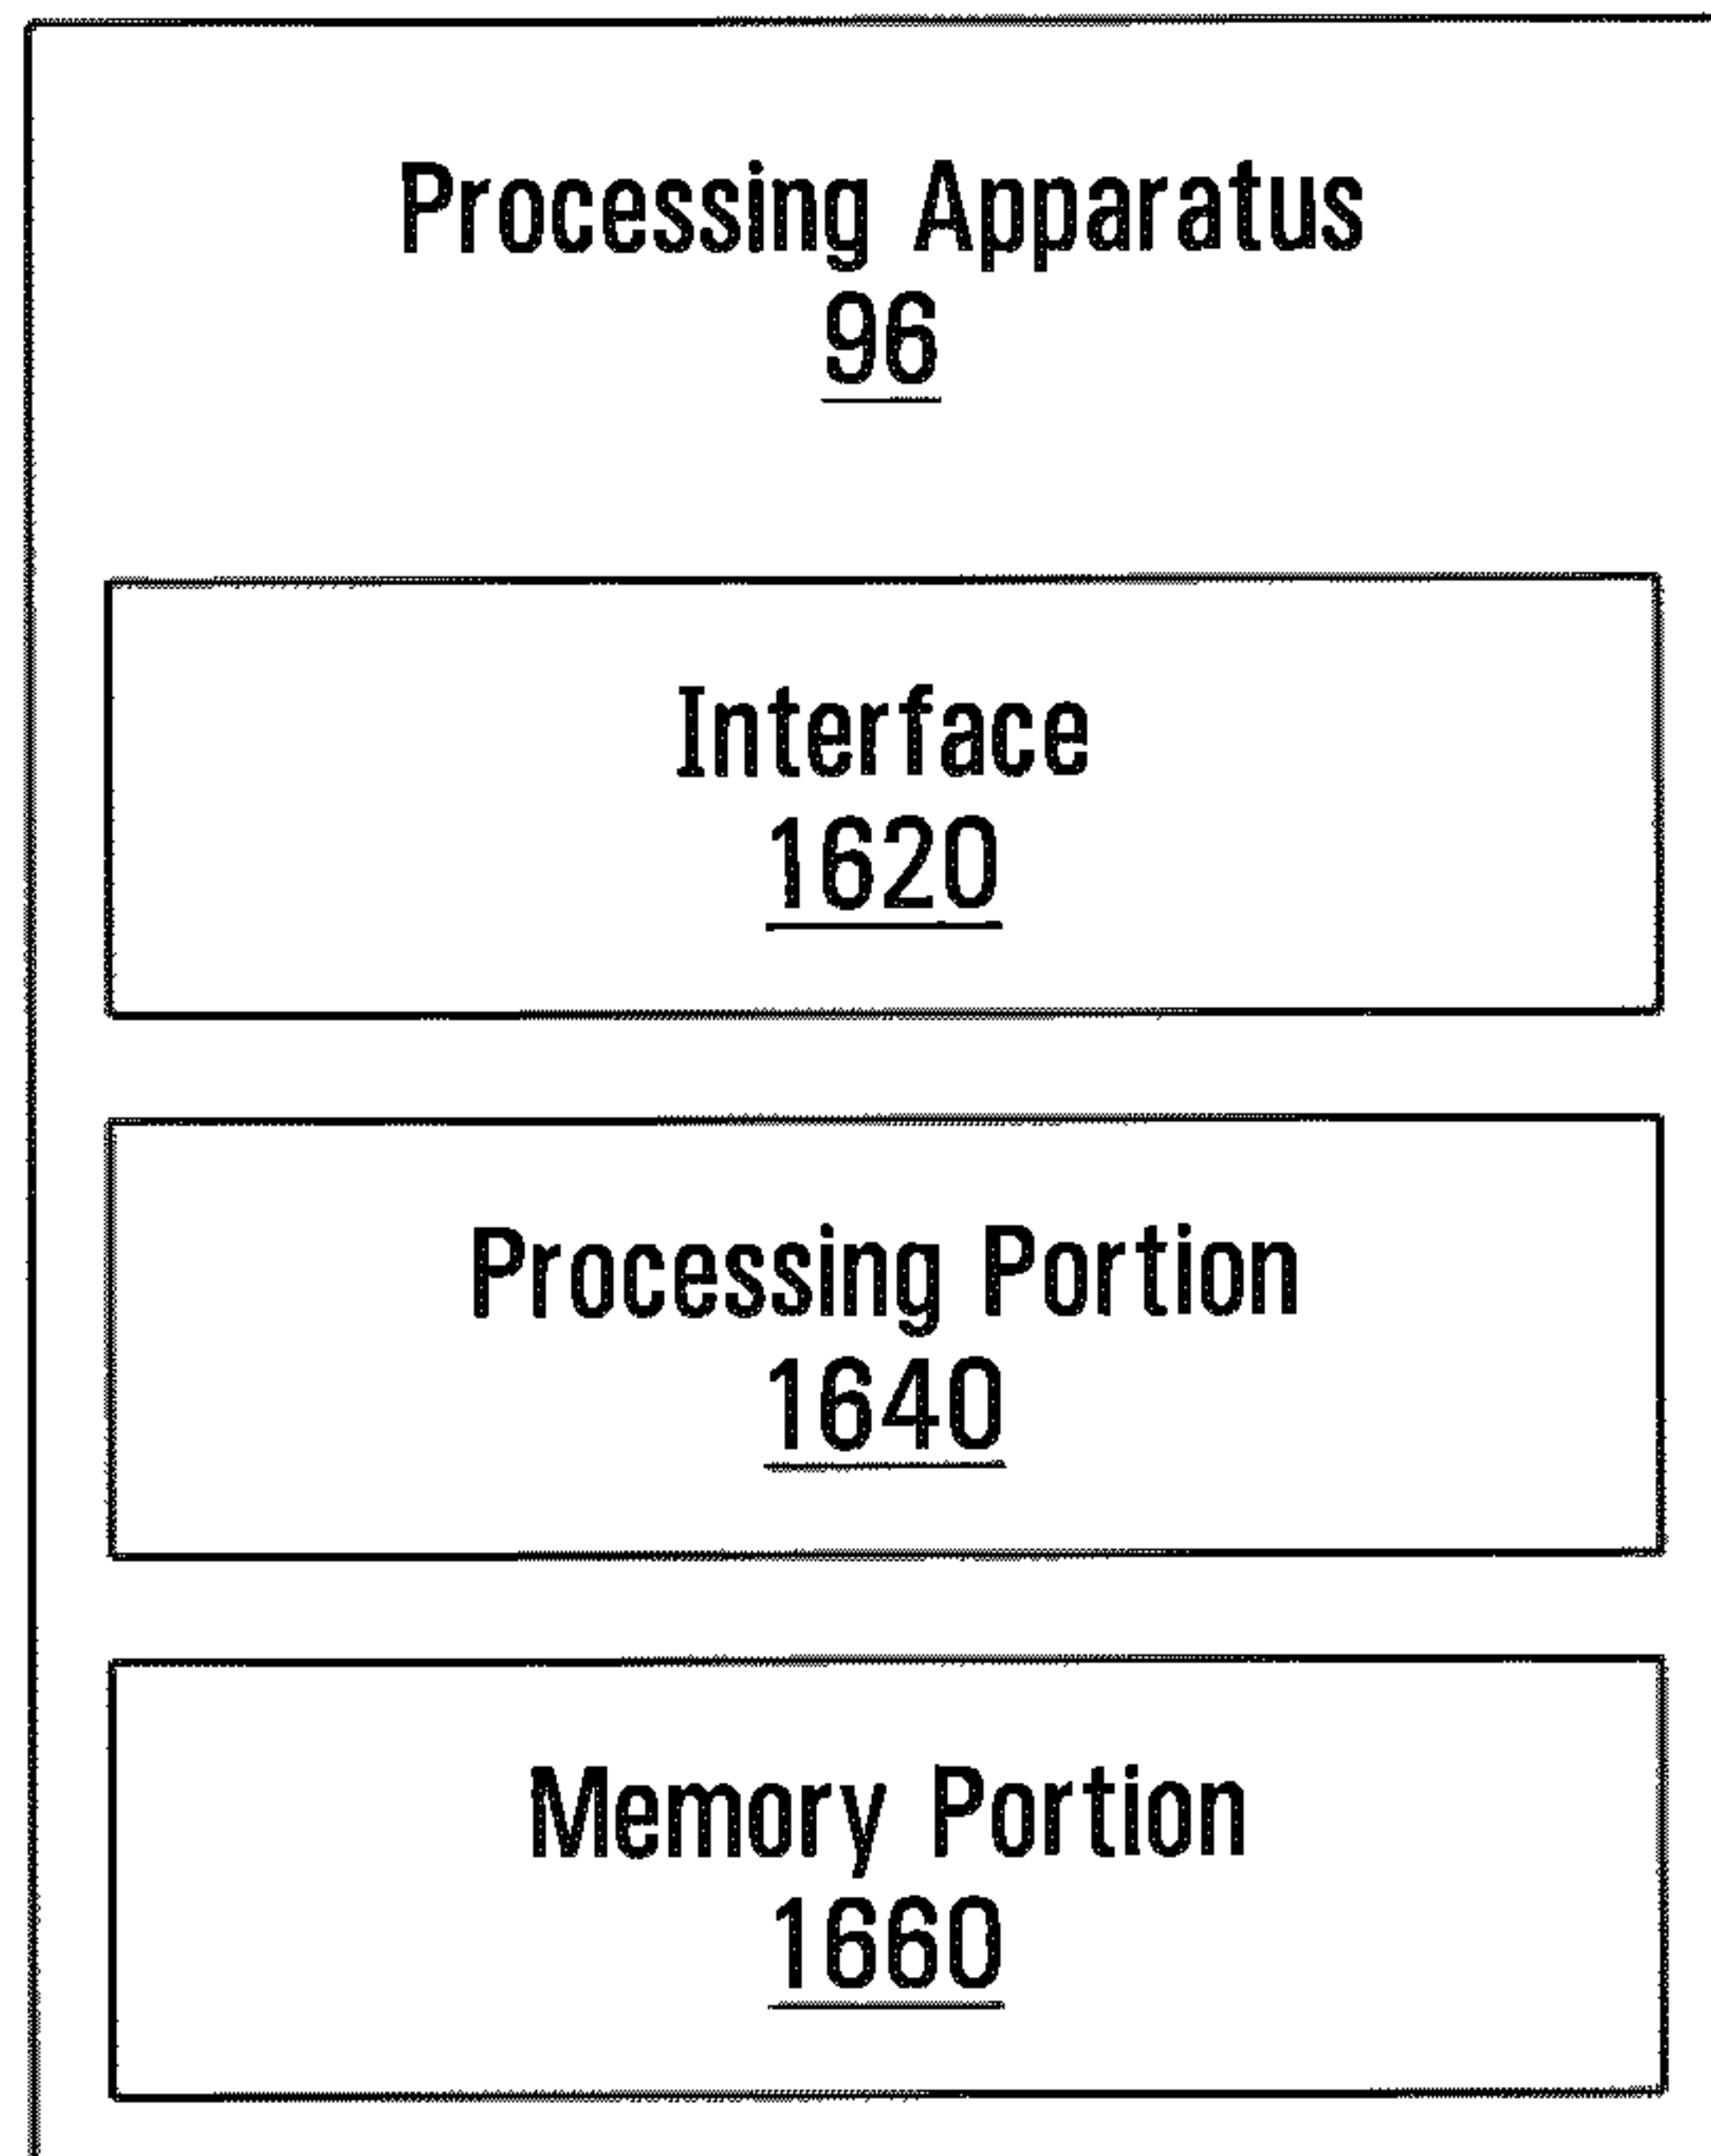 Processing Apparatus
96
Interface
1620
Processing Portion
1640
Memory Portion
1660